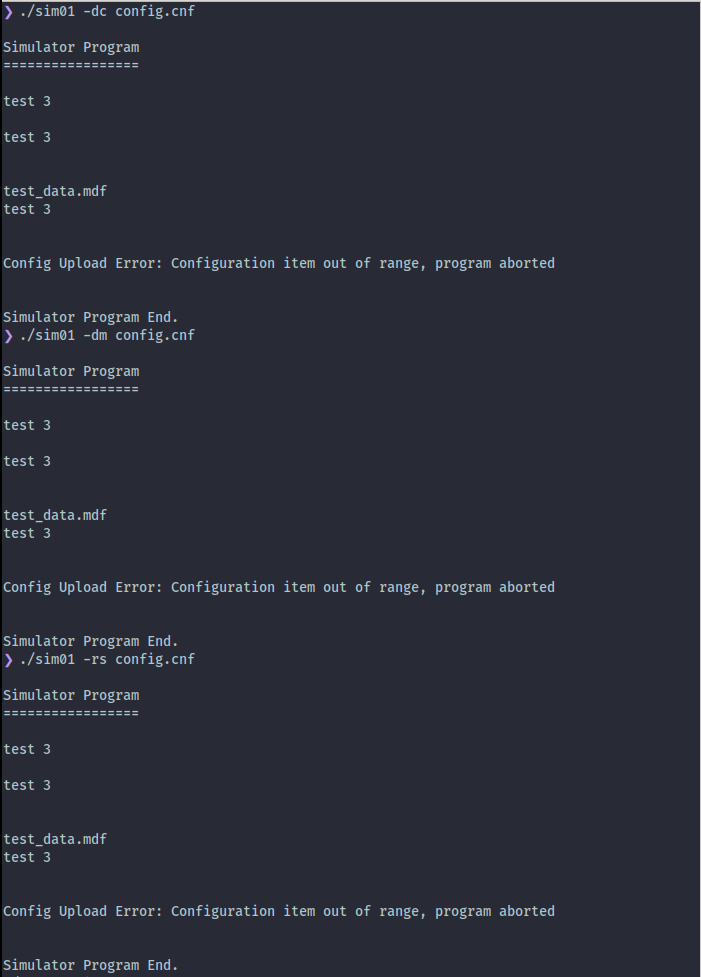 ❯ ./sim01 -dc config.cnf
Simulator Program
=================
test 3
test 3
test_data.mdf
test 3
Config Upload Error: Configuration item out of range, program aborted
Simulator Program End.
❯ ./sim01 -dm config.cnf
Simulator Program
=================
test 3
test 3
test_data.mdf
test 3
Config Upload Error: Configuration item out of range, program aborted
Simulator Program End.
❯ ./sim01 -rs config.cnf
Simulator Program
=================
test 3
test 3
test_data.mdf
test 3
Config Upload Error: Configuration item out of range, program aborted
Simulator Program End.